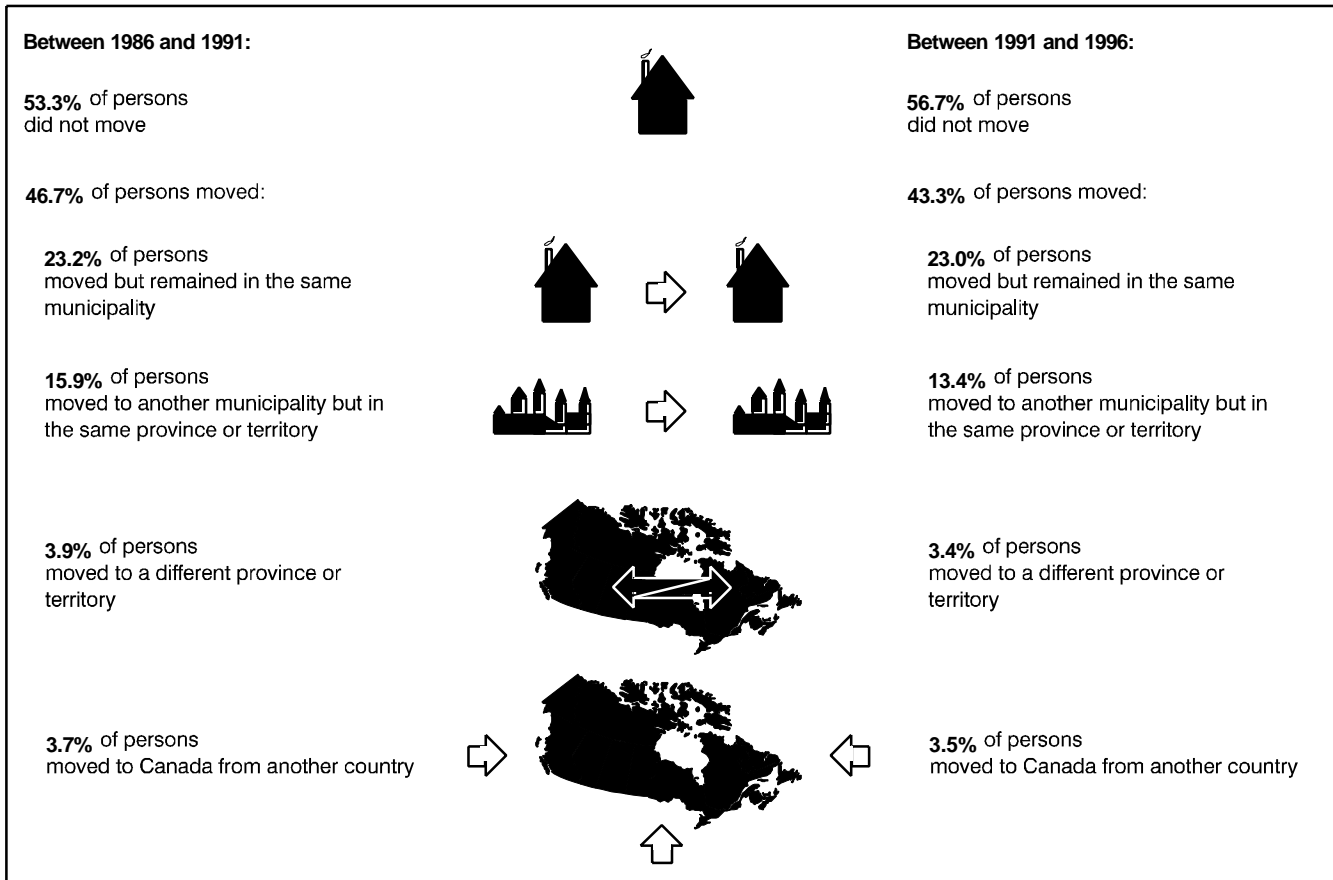 Between 1986 and 1991:
53.3% of persons
did not move
46.7% of persons moved:
23.2% of persons
moved but remained in the same
municipality
15.9% of persons
moved to another municipality but in
the same province or territory
3.9% of persons
moved to a different province or
territory
3.7% of persons
moved to Canada from another country
Between 1991 and 1996:
56.7% of persons
did not move
43.3% of persons moved:
23.0% of persons
moved but remained in the same
municipality
13.4% of persons
moved to another municipality but in
the same province or territory
3.4% of persons
moved to a different province or
territory
3.5% of persons
moved to Canada from another country